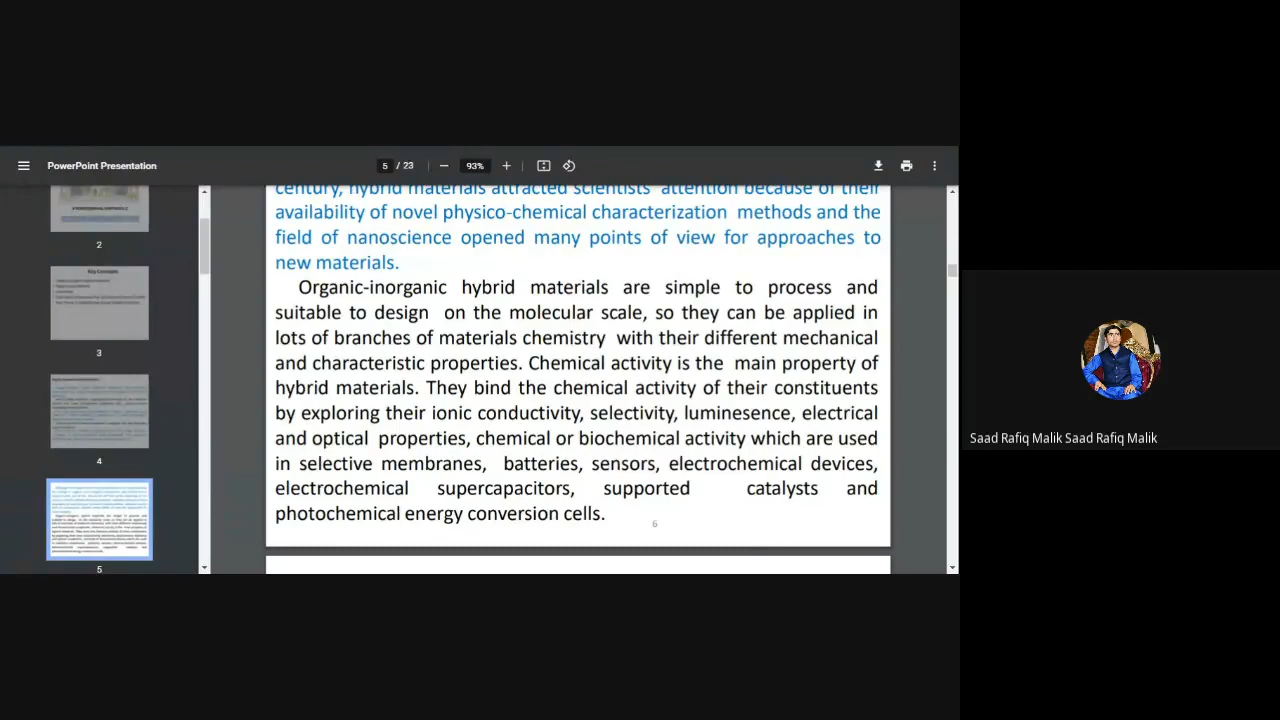 PowerPoint Presentation
5 / 23
93%
2
Key Concepts
3
4
5
century, hybrid materials attracted scientists' attention because of their
availability of novel physico-chemical characterization methods and the
field of nanoscience opened many points of view for approaches to
new materials.
Organic-inorganic hybrid materials are simple to process and
suitable to design on the molecular scale, so they can be applied in
lots of branches of materials chemistry with their different mechanical
and characteristic properties. Chemical activity is the main property of
hybrid materials. They bind the chemical activity of their constituents
by exploring their ionic conductivity, selectivity, luminesence, electrical
and optical properties, chemical or biochemical activity which are used
in selective membranes, batteries, sensors, electrochemical devices,
electrochemical supercapacitors, supported catalysts and
photochemical energy conversion cells.
6
Saad Rafiq Malik Saad Rafiq Malik